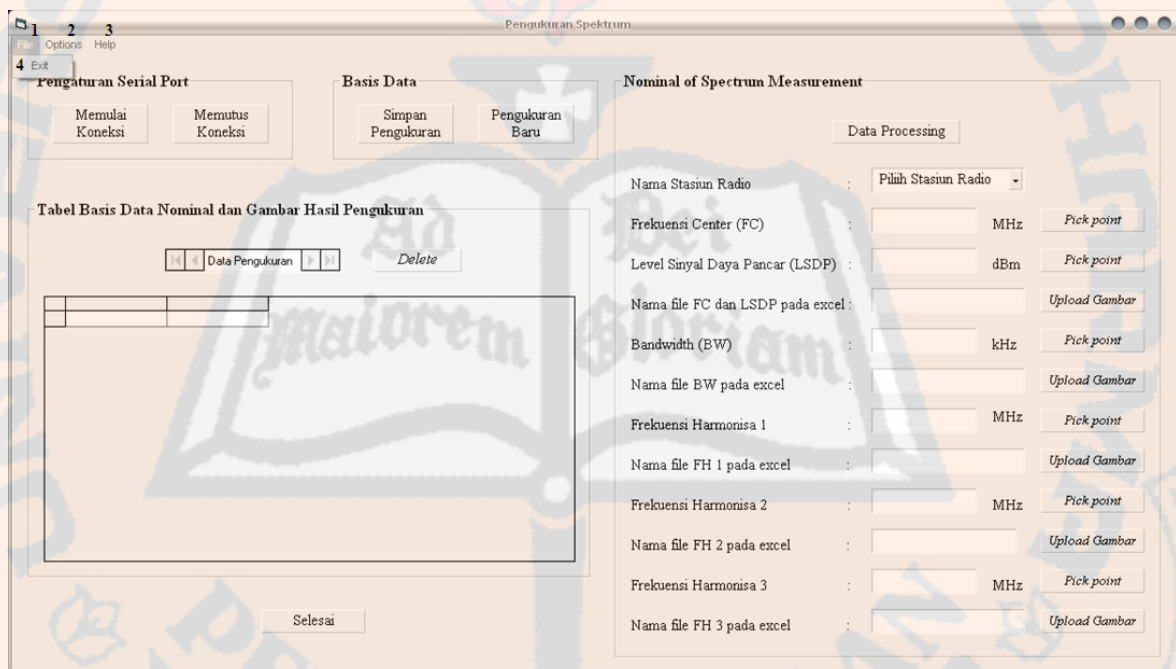 Pengukuran Spektrum
1 2 3
File Options Help
4 Exit
Pengaturan Serial Port
Memulai Koneksi
Memutus Koneksi
Basis Data
Simpan Pengukuran
Pengukuran Baru
Tabel Basis Data Nominal dan Gambar Hasil Pengukuran
Data Pengukuran
Delete
Selesai
Nominal of Spectrum Measurement
Data Processing
Nama Stasiun Radio : Piliih Stasiun Radio
Frekuensi Center (FC) : MHz Pick point
Level Sinyal Daya Pancar (LSDP) : dBm Pick point
Nama file FC dan LSDP pada excel : Upload Gambar
Bandwidth (BW) : kHz Pick point
Nama file BW pada excel : Upload Gambar
Frekuensi Harmonisa 1 : MHz Pick point
Nama file FH 1 pada excel : Upload Gambar
Frekuensi Harmonisa 2 : MHz Pick point
Nama file FH 2 pada excel : Upload Gambar
Frekuensi Harmonisa 3 : MHz Pick point
Nama file FH 3 pada excel : Upload Gambar
Ad Dei
Maiorem Gloriam